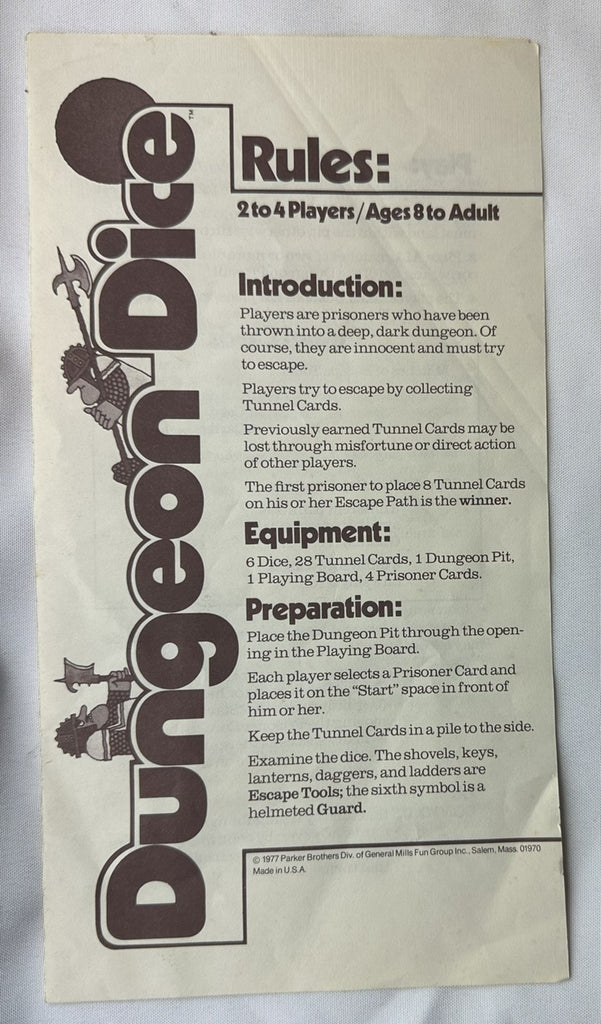 Dungeon Dice™
Rules:
2 to 4 Players/Ages 8 to Adult
Introduction:
Players are prisoners who have been
thrown into a deep, dark dungeon. Of
course, they are innocent and must try
to escape.
Players try to escape by collecting
Tunnel Cards.
Previously earned Tunnel Cards may be
lost through misfortune or direct action
of other players.
The first prisoner to place 8 Tunnel Cards
on his or her Escape Path is the winner.
Equipment:
6 Dice, 28 Tunnel Cards, 1 Dungeon Pit,
1 Playing Board, 4 Prisoner Cards.
Preparation:
Place the Dungeon Pit through the open-
ing in the Playing Board.
Each player selects a Prisoner Card and
places it on the “Start” space in front of
him or her.
Keep the Tunnel Cards in a pile to the side.
Examine the dice. The shovels, keys,
lanterns, daggers, and ladders are
Escape Tools; the sixth symbol is a
helmeted Guard.
© 1977 Parker Brothers Div. of General Mills Fun Group Inc., Salem, Mass. 01970
Made in U.S.A.